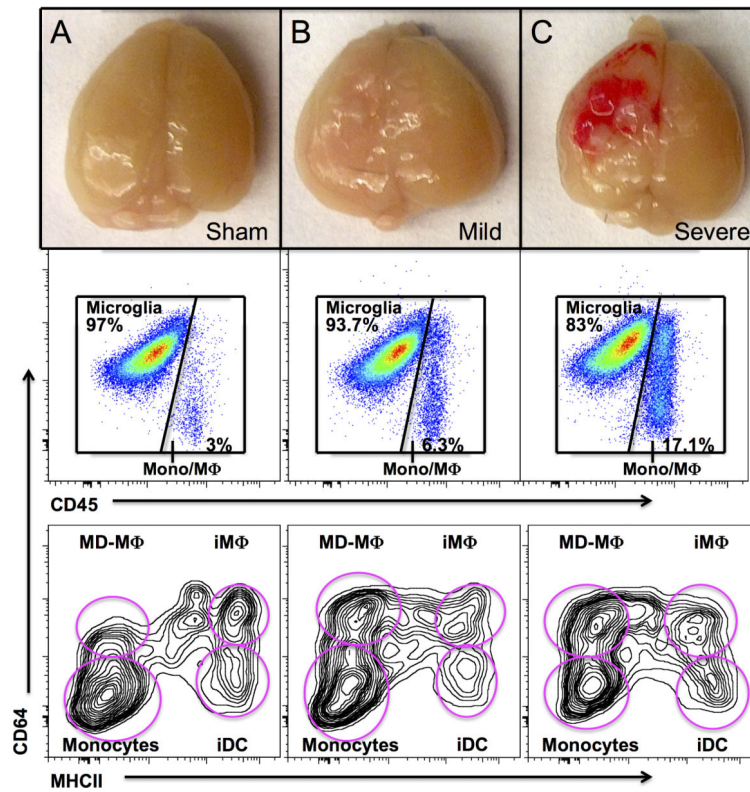 A
B
C
Sham
Mild
Severe
Microglia
97%
3%
Mono/MΦ
Microglia
93.7%
6.3%
Mono/MΦ
Microglia
83%
17.1%
Mono/MΦ
CD45
MD-MΦ
iMΦ
Monocytes
iDC
MD-MΦ
iMΦ
Monocytes
iDC
MD-MΦ
iMΦ
Monocytes
iDC
CD64
MHCII